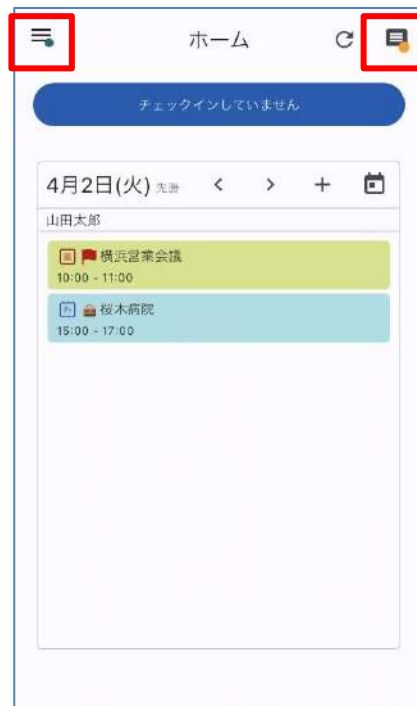 ホーム
チェックインしていません
4月2日(火) 先勝
山田太郎
横浜営業会議
10:00 - 11:00
桜木病院
15:00 - 17:00